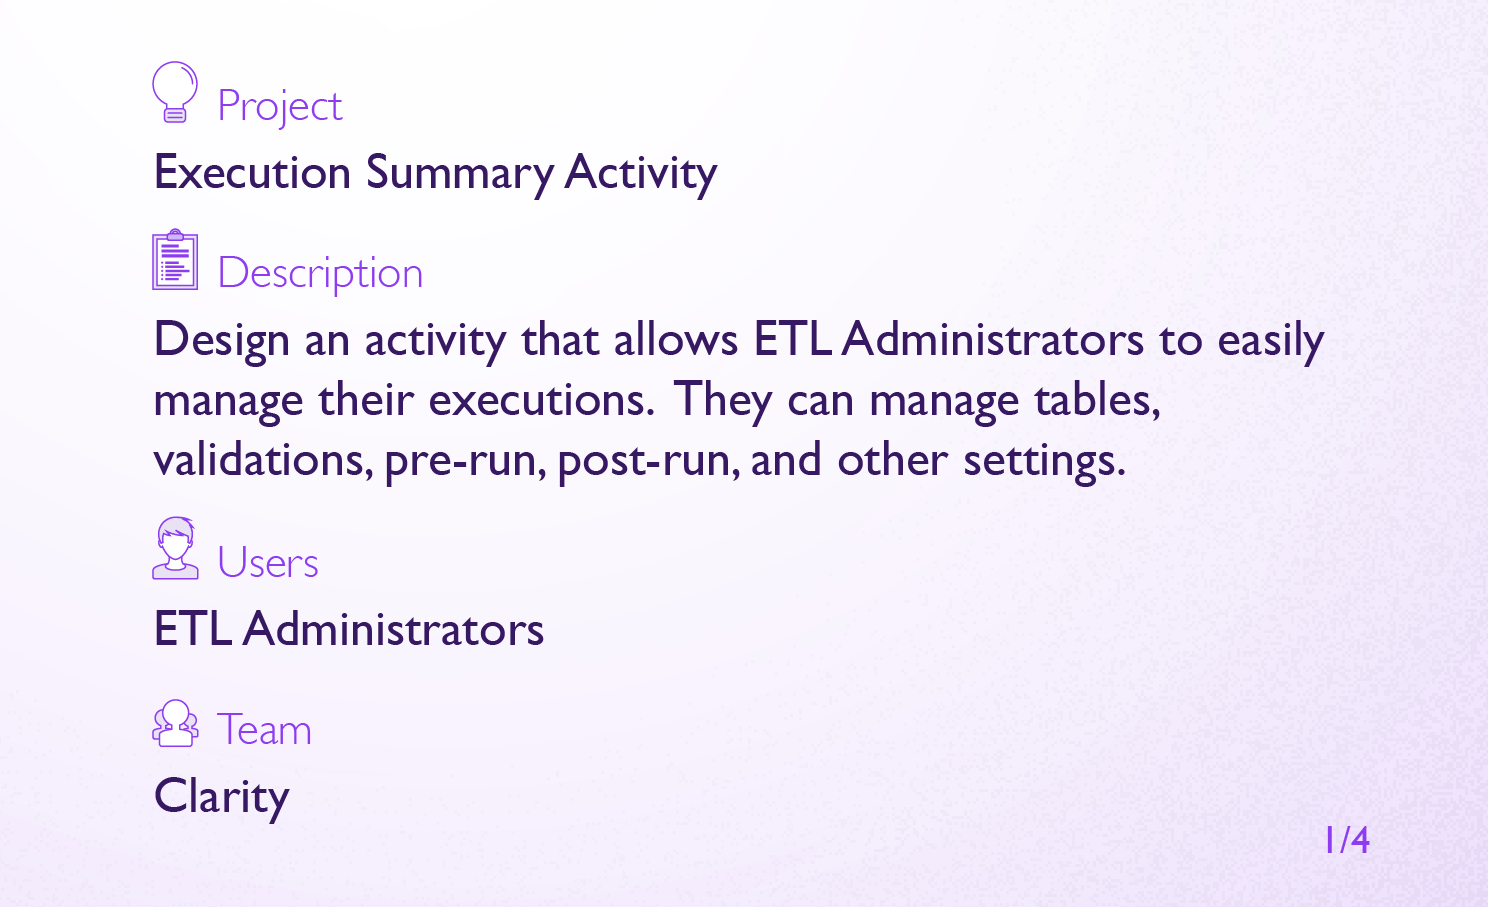 Project
Execution Summary Activity
Description
Design an activity that allows ETL Administrators to easily
manage their executions. They can manage tables,
validations, pre-run, post-run, and other settings.
Users
ETL Administrators
Team
Clarity
1/4